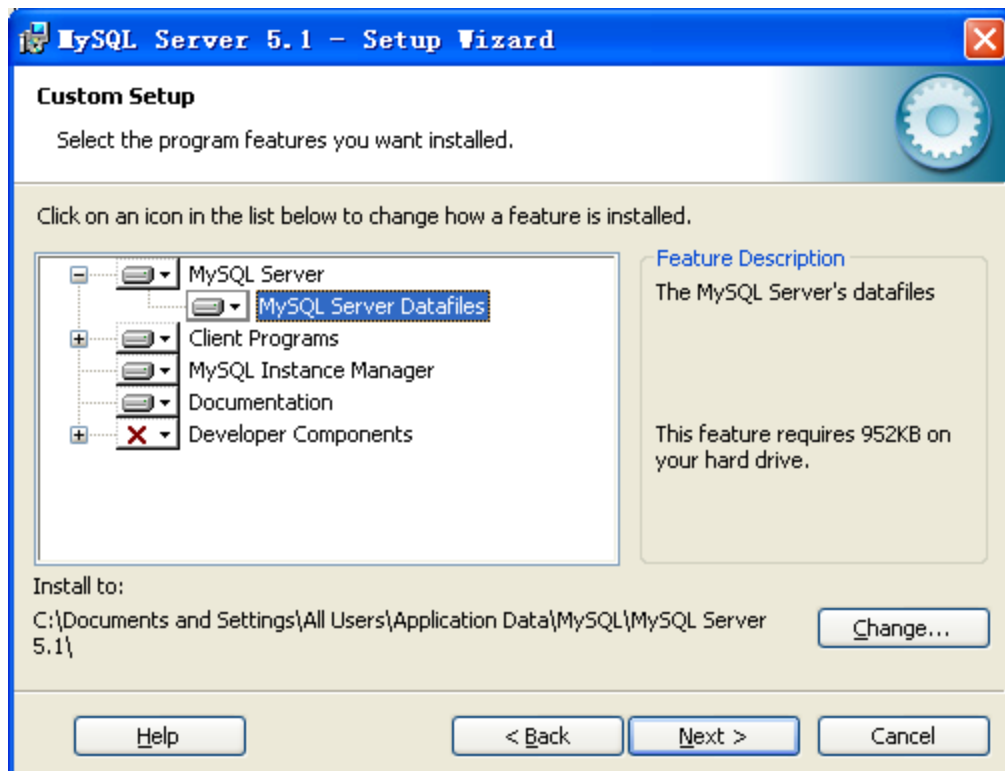 MySQL Server 5.1 - Setup Wizard
Custom Setup
Select the program features you want installed.
Click on an icon in the list below to change how a feature is installed.
MySQL Server
MySQL Server Datafiles
Client Programs
MySQL Instance Manager
Documentation
Developer Components
Feature Description
The MySQL Server's datafiles
This feature requires 952KB on
your hard drive.
Install to:
C:\Documents and Settings\All Users\Application Data\MySQL\MySQL Server
5.1\
Change...
Help
< Back
Next >
Cancel